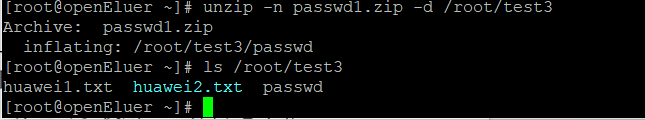 [root@openEluer ~]# unzip -n passwd1.zip -d /root/test3
Archive:  passwd1.zip
  inflating: /root/test3/passwd
[root@openEluer ~]# ls /root/test3
huawei1.txt  huawei2.txt  passwd
[root@openEluer ~]#